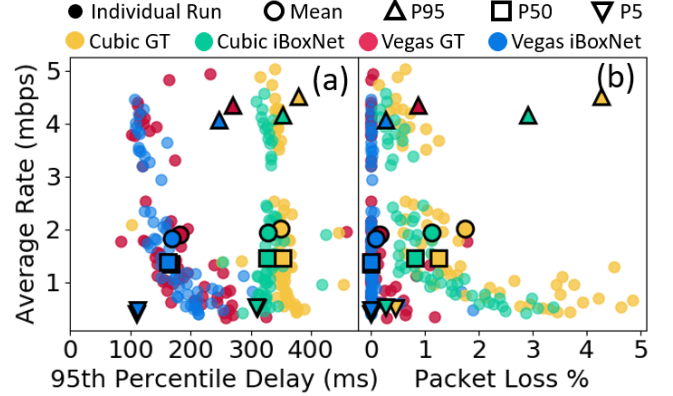 Individual Run Mean P95 P50 P5
Cubic GT Cubic iBoxNet Vegas GT Vegas iBoxNet
(a) (b)
Average Rate (mbps)
5
4
3
2
1
0 100 200 300 400 0 1 2 3 4 5
95th Percentile Delay (ms) Packet Loss %